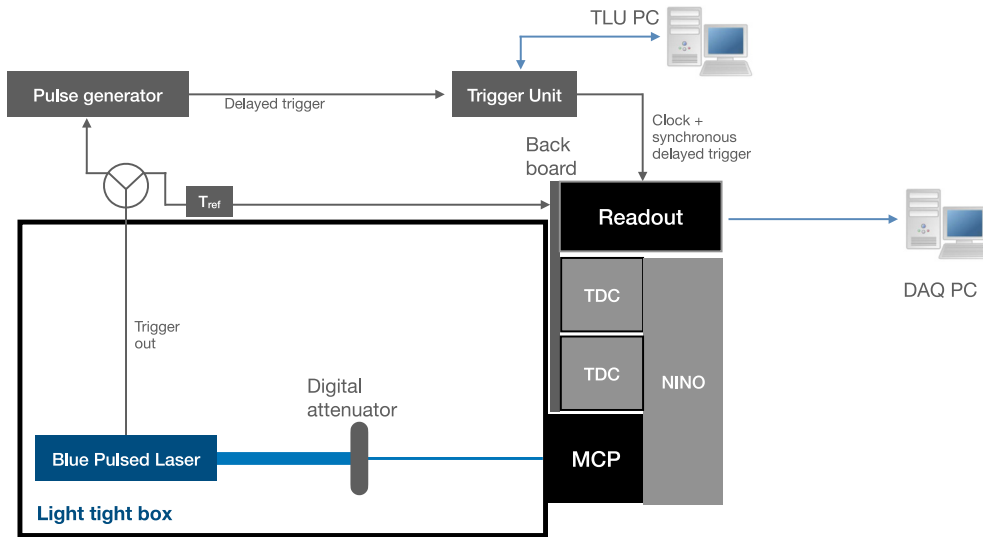 TLU PC
Pulse generator
Delayed trigger
Trigger Unit
Clock +
synchronous
delayed trigger
Back
board
Tref
Readout
DAQ PC
TDC
TDC
NINO
Trigger
out
Digital
attenuator
Blue Pulsed Laser
MCP
Light tight box